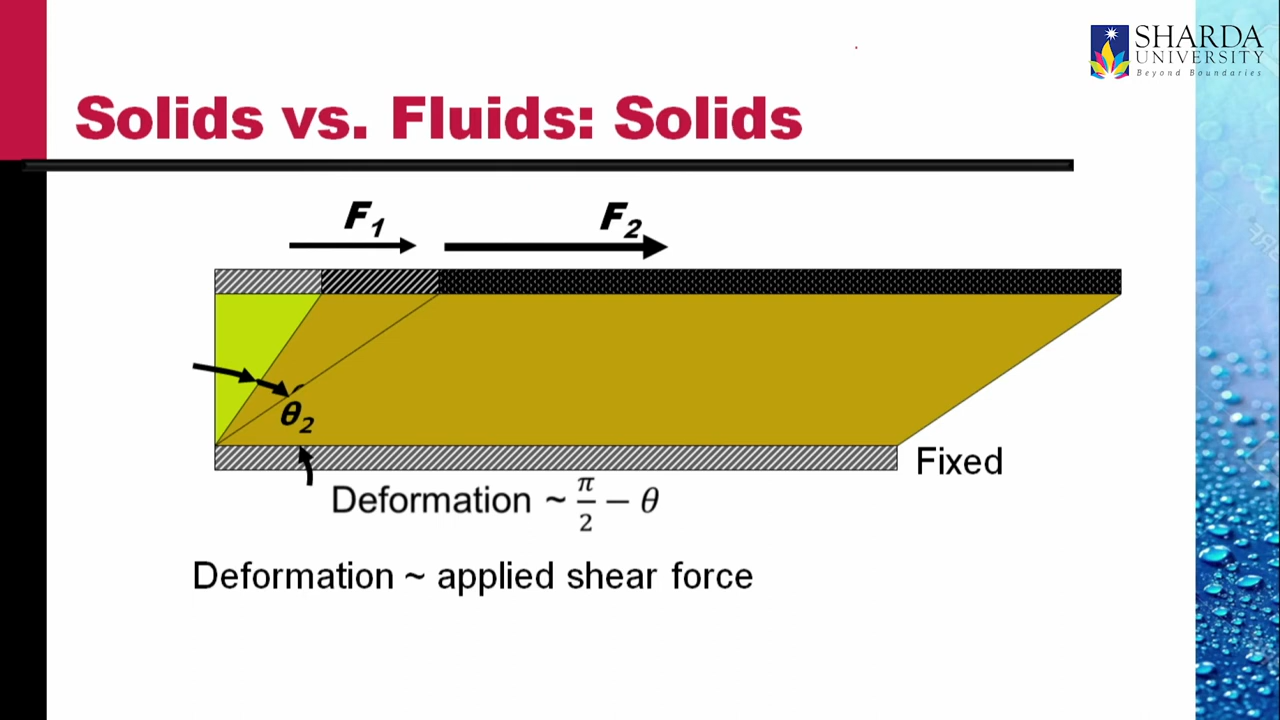 SHARDA
UNIVERSITY
Beyond Boundaries
Solids vs. Fluids: Solids
F₁
F₂
θ₂
Fixed
Deformation ~ π/2 − θ
Deformation ~ applied shear force